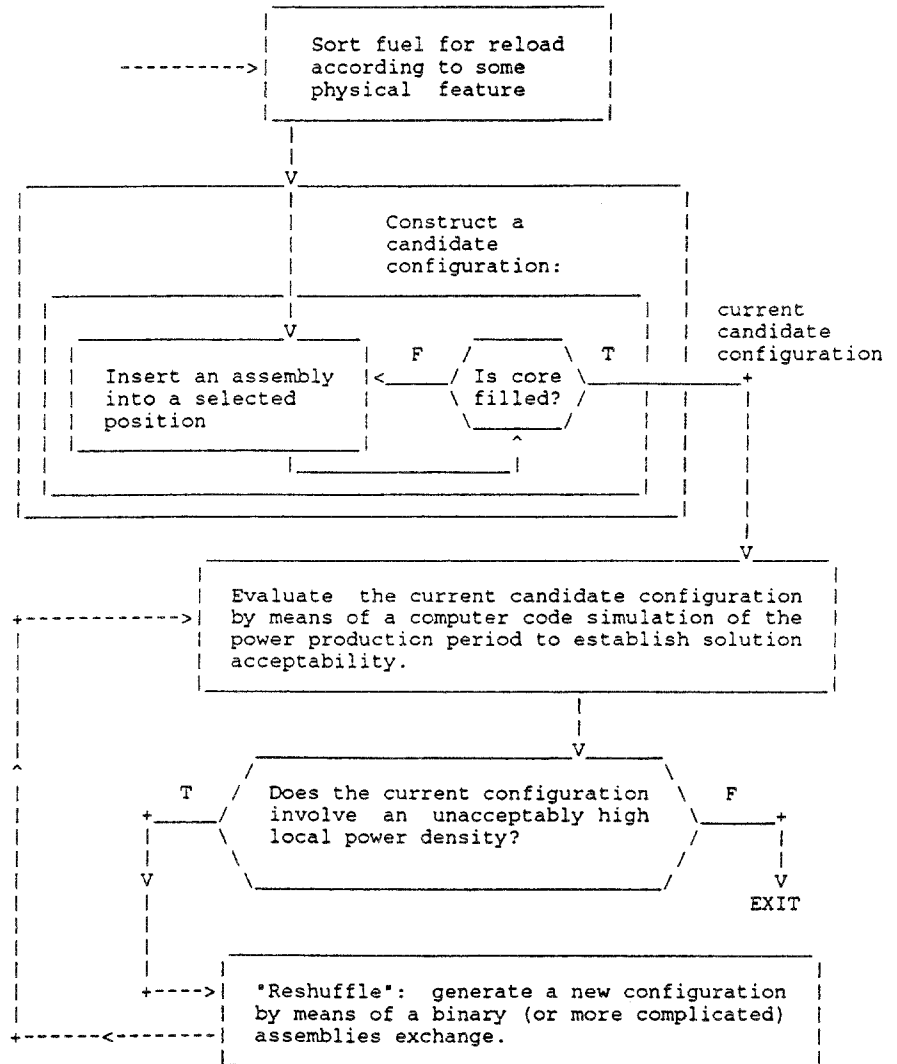 Sort fuel for reload
according to some
physical feature
Construct a
candidate
configuration:
current
candidate
configuration
F
T
Insert an assembly
into a selected
position
Is core
filled?
Evaluate the current candidate configuration
by means of a computer code simulation of the
power production period to establish solution
acceptability.
T
Does the current configuration
involve an unacceptably high
local power density?
F
EXIT
"Reshuffle": generate a new configuration
by means of a binary (or more complicated)
assemblies exchange.